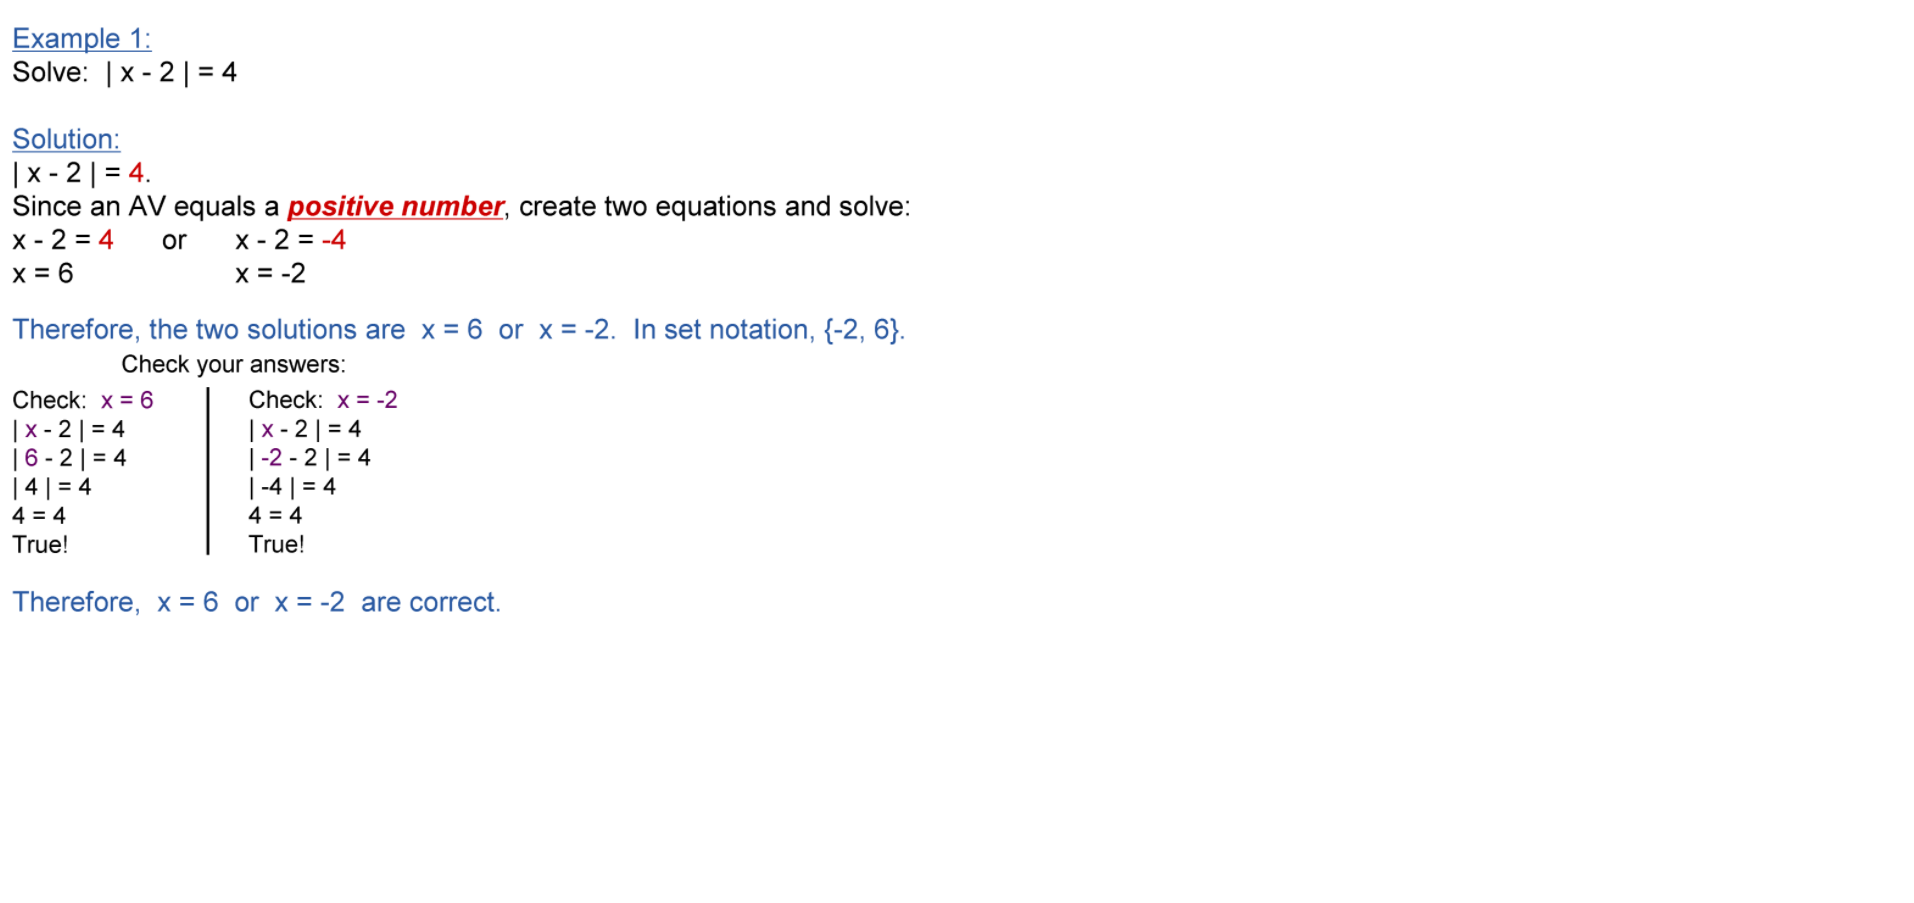 Example 1:
Solve:  | x - 2 | = 4
Solution:
| x - 2 | = 4.
Since an AV equals a positive number, create two equations and solve:
x - 2 = 4 or x - 2 = -4
x = 6 x = -2
Therefore, the two solutions are x = 6 or x = -2. In set notation, {-2, 6}.
Check your answers:
Check: x = 6
| x - 2 | = 4
| 6 - 2 | = 4
| 4 | = 4
4 = 4
True!
Check: x = -2
| x - 2 | = 4
| -2 - 2 | = 4
| -4 | = 4
4 = 4
True!
Therefore, x = 6 or x = -2 are correct.